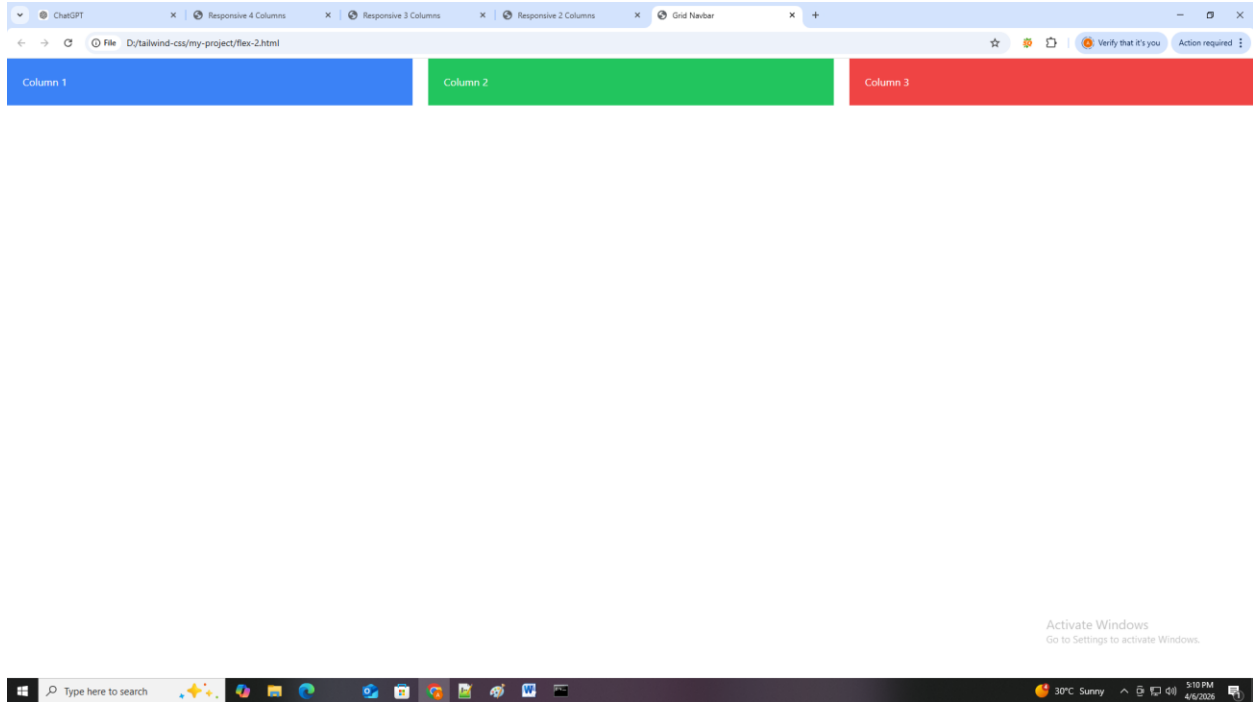 ChatGPT
Responsive 4 Columns
Responsive 3 Columns
Responsive 2 Columns
Grid Navbar
File D:/tailwind-css/my-project/flex-2.html
Verify that it's you
Action required
Column 1
Column 2
Column 3
Activate Windows
Go to Settings to activate Windows.
Type here to search
30°C Sunny
5:10 PM
4/6/2026